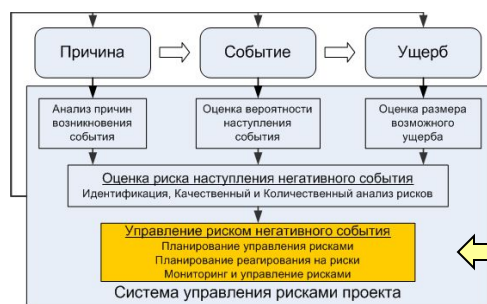 Причина
Событие
Ущерб
Анализ причин
возникновения
события
Оценка вероятности
наступления
события
Оценка размера
возможного
ущерба
Оценка риска наступления негативного события
Идентификация, Качественный и Количественный анализ рисков
Управление риском негативного события
Планирование управления рисками
Планирование реагирования на риски
Мониторинг и управление рисками
Система управления рисками проекта